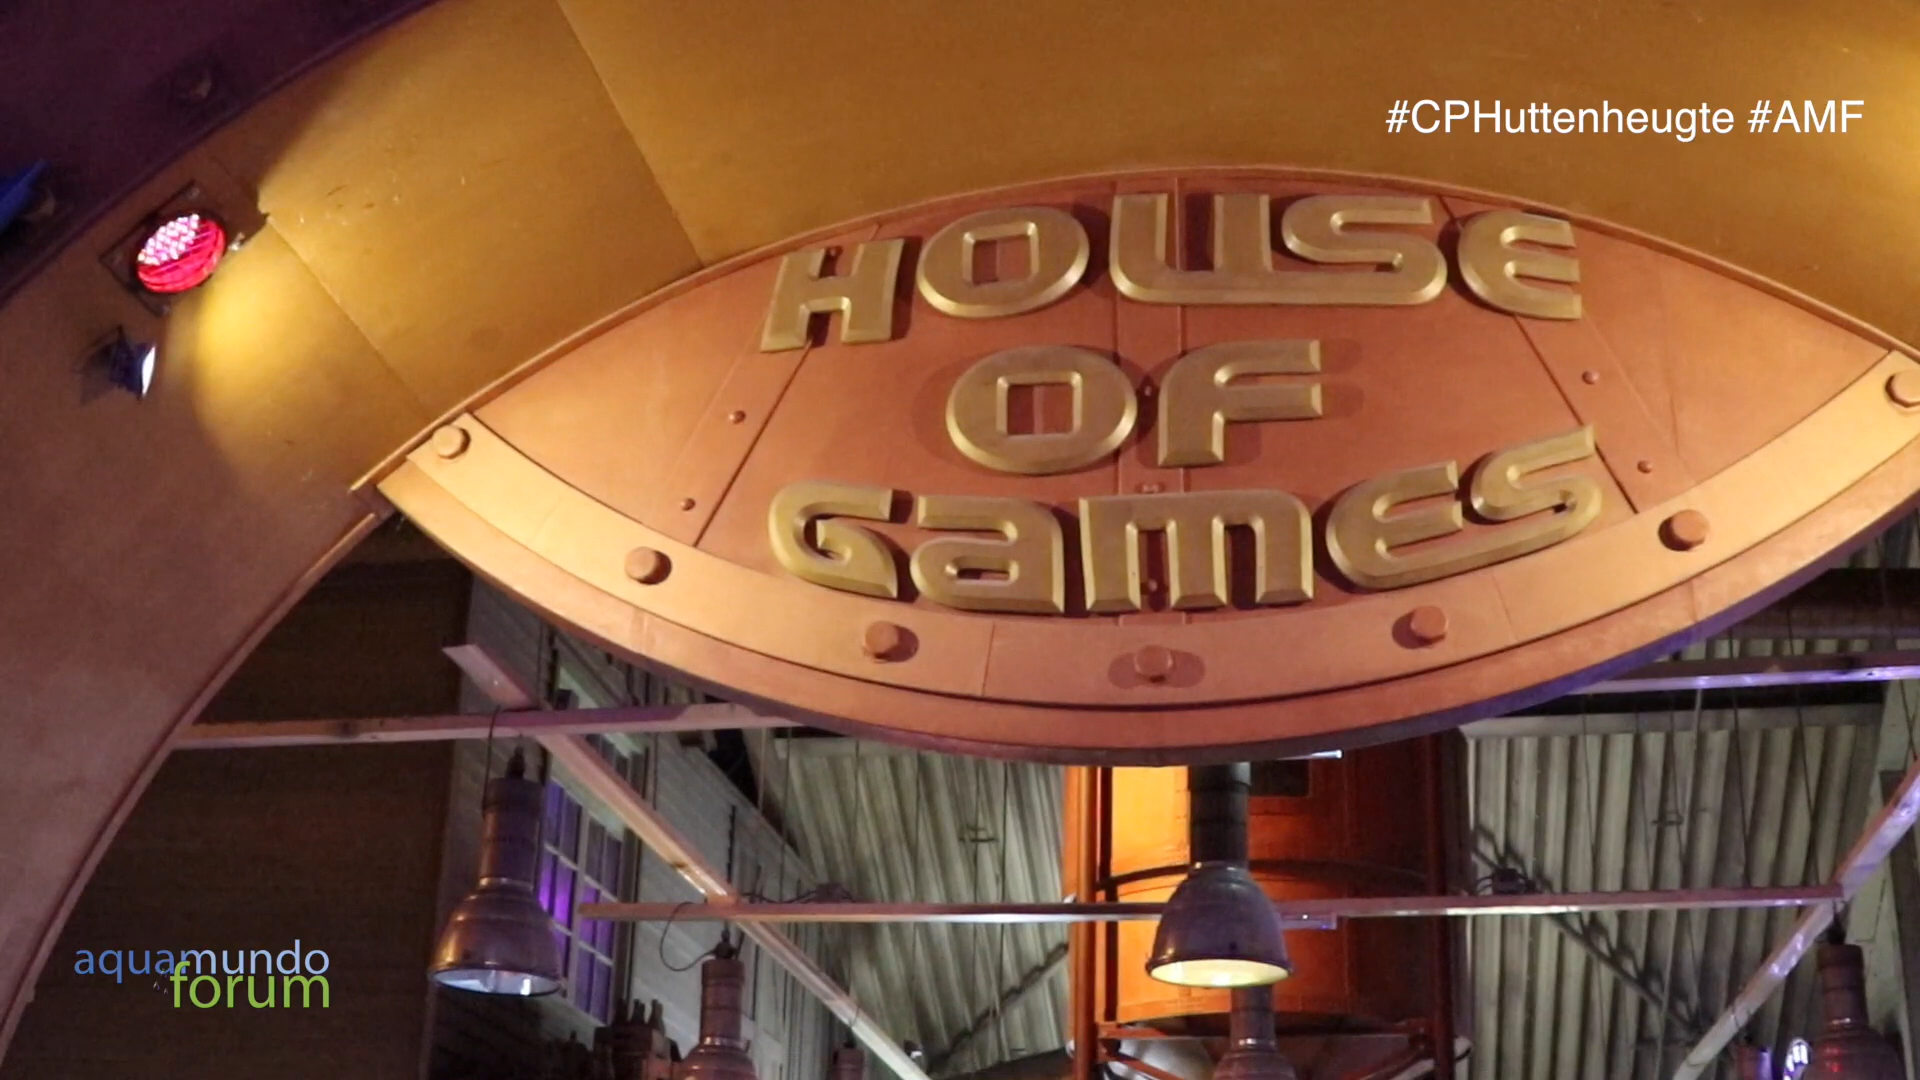 #CPHuttenheugte #AMF
HOUSE
OF
GAMES
aquamundo
forum